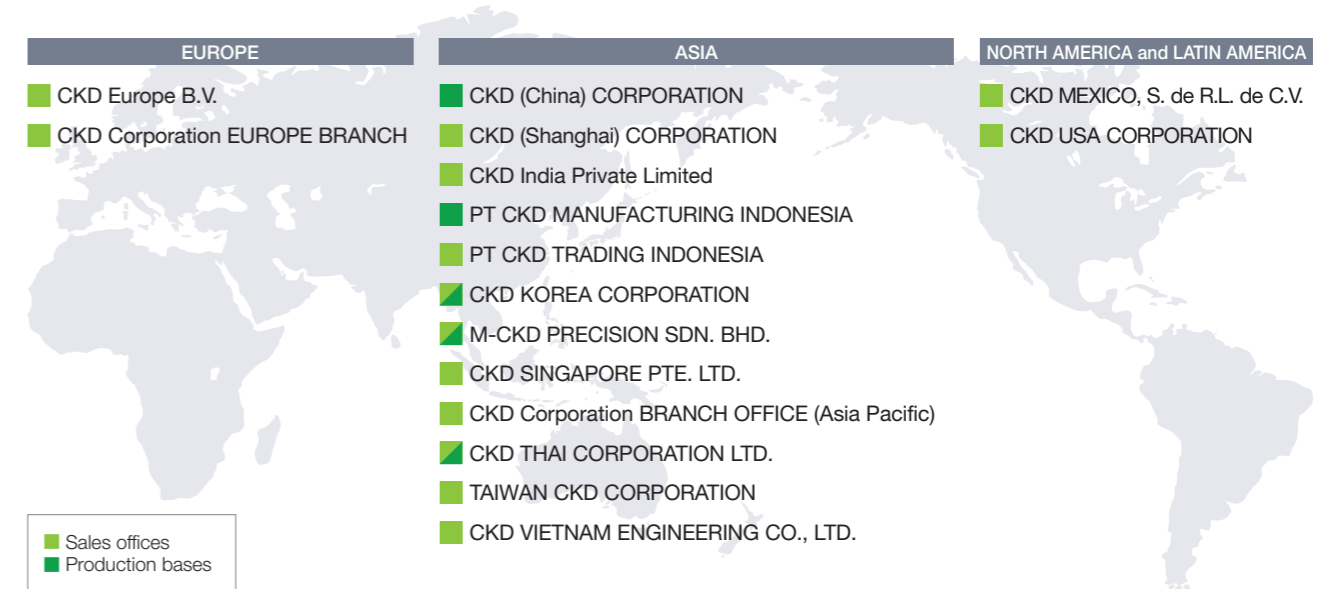 EUROPE
CKD Europe B.V.
CKD Corporation EUROPE BRANCH
ASIA
CKD (China) CORPORATION
CKD (Shanghai) CORPORATION
CKD India Private Limited
PT CKD MANUFACTURING INDONESIA
PT CKD TRADING INDONESIA
CKD KOREA CORPORATION
M-CKD PRECISION SDN. BHD.
CKD SINGAPORE PTE. LTD.
CKD Corporation BRANCH OFFICE (Asia Pacific)
CKD THAI CORPORATION LTD.
TAIWAN CKD CORPORATION
CKD VIETNAM ENGINEERING CO., LTD.
NORTH AMERICA and LATIN AMERICA
CKD MEXICO, S. de R.L. de C.V.
CKD USA CORPORATION
Sales offices
Production bases